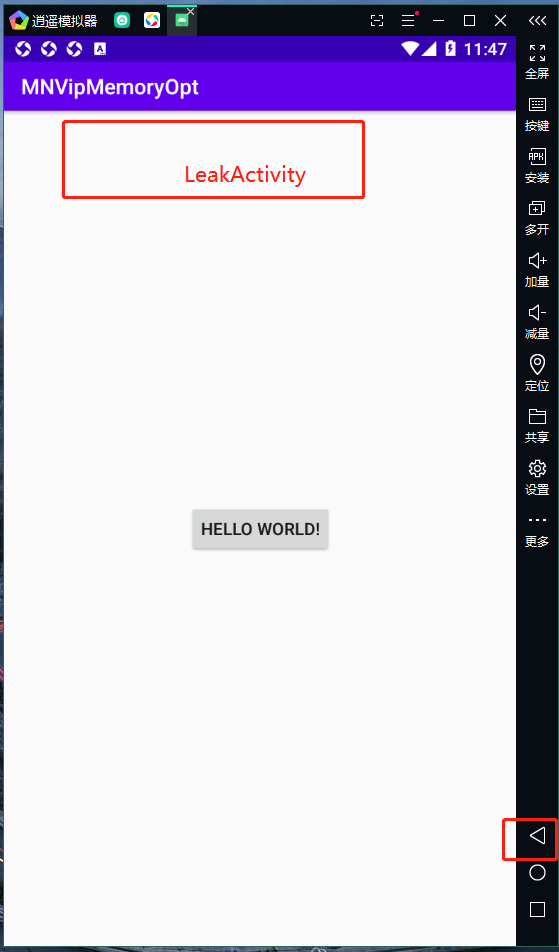 逍遥模拟器
11:47
MNVipMemoryOpt
LeakActivity
HELLO WORLD!
全屏
按键
APK
安装
多开
加量
减量
定位
共享
设置
更多